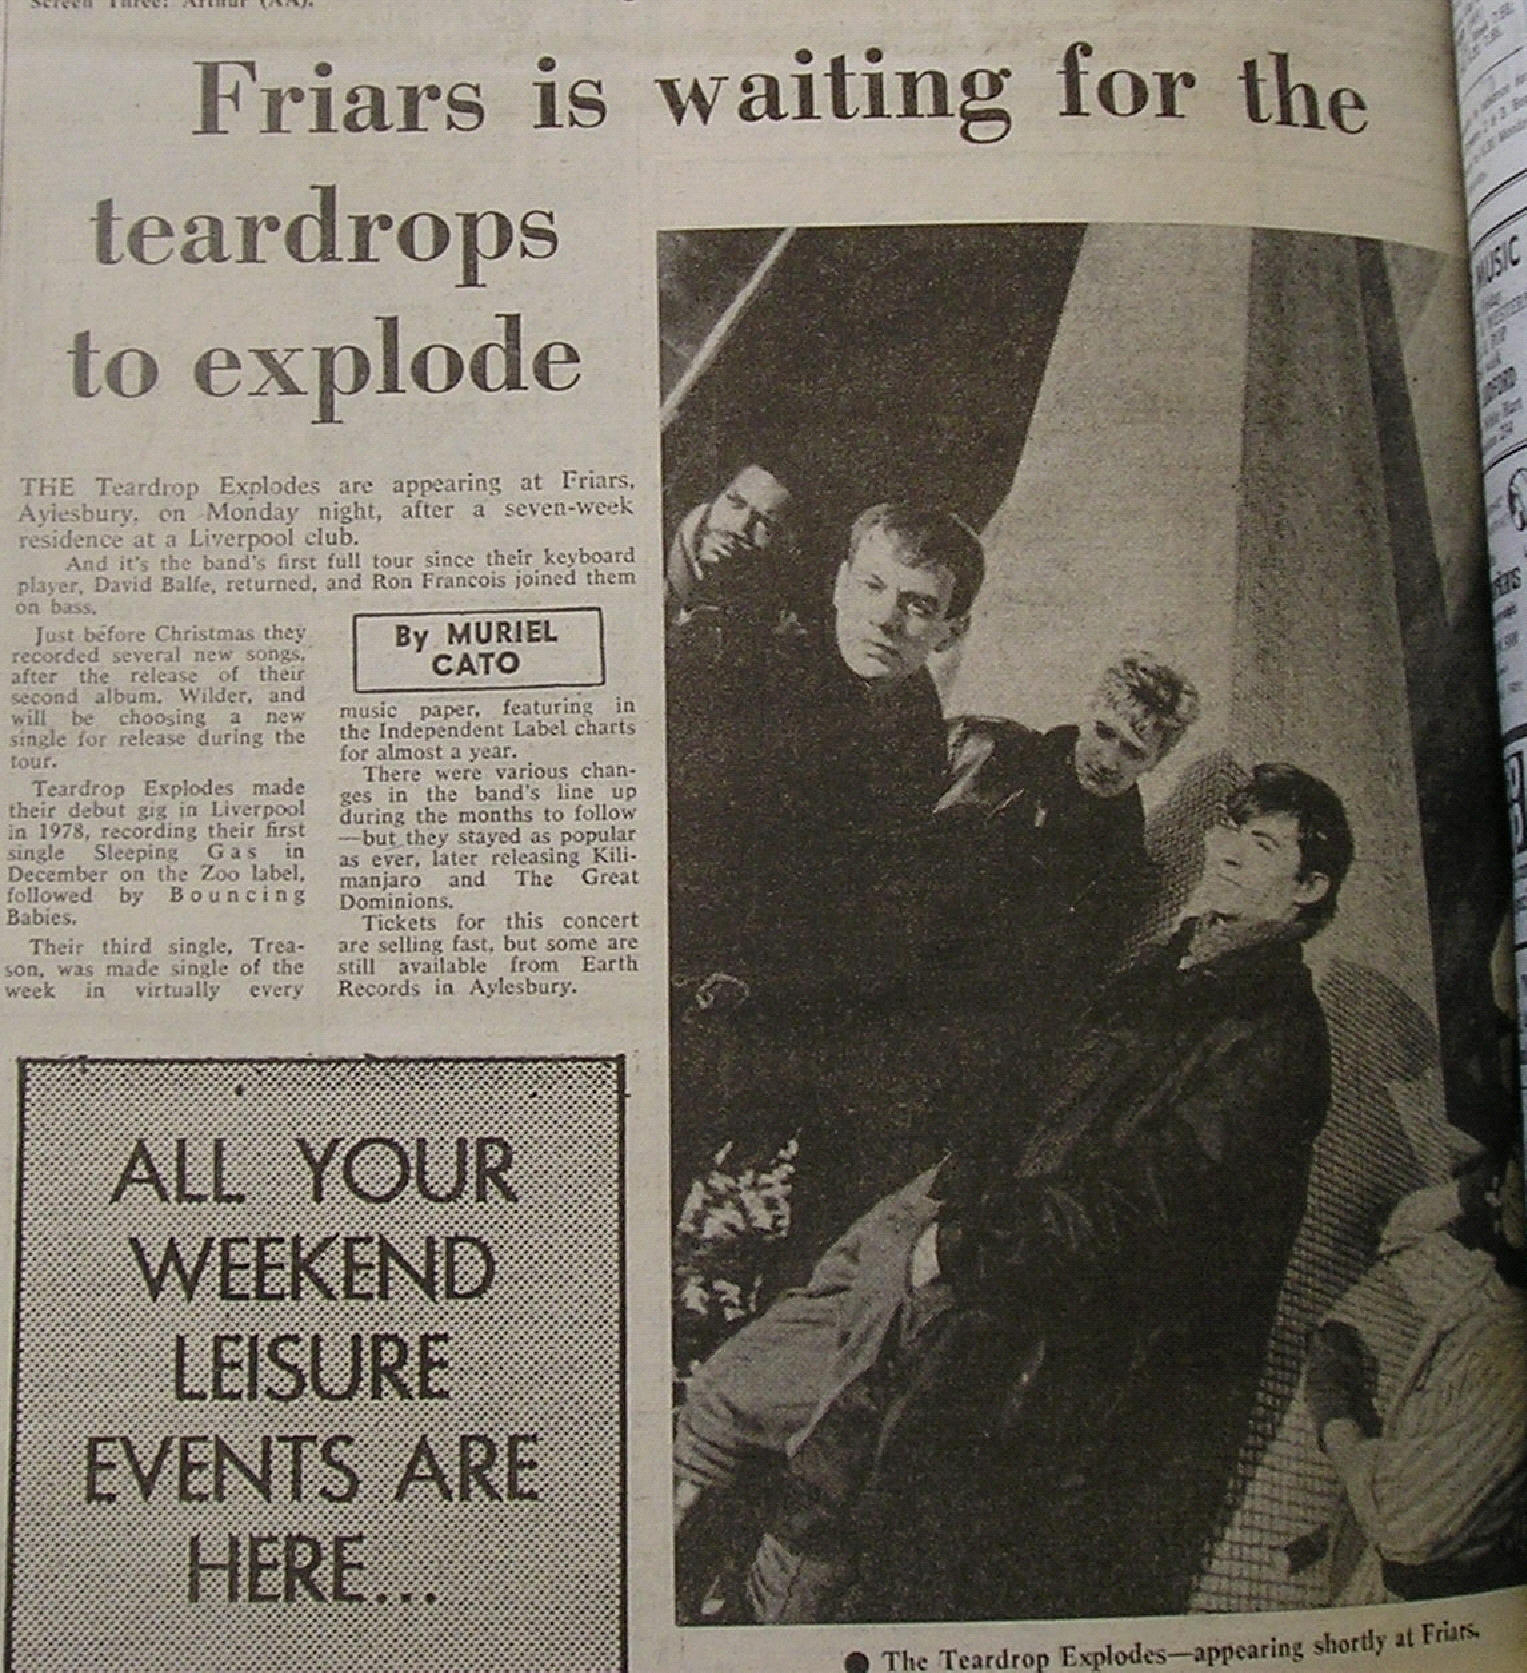 Screen Three: Arthur (AA).
Friars is waiting for the
teardrops
to explode
THE Teardrop Explodes are appearing at Friars,
Aylesbury, on Monday night, after a seven-week
residence at a Liverpool club.
And it's the band's first full tour since their keyboard
player, David Balfe, returned, and Ron Francois joined them
on bass.
Just before Christmas they
recorded several new songs,
after the release of their
second album, Wilder, and
will be choosing a new
single for release during the
tour.
Teardrop Explodes made
their debut gig in Liverpool
in 1978, recording their first
single Sleeping Gas in
December on the Zoo label,
followed by Bouncing
Babies.
Their third single, Trea-
son, was made single of the
week in virtually every
By MURIEL
CATO
music paper, featuring in
the Independent Label charts
for almost a year.
There were various chan-
ges in the band's line up
during the months to follow
—but they stayed as popular
as ever, later releasing Kili-
manjaro and The Great
Dominions.
Tickets for this concert
are selling fast, but some are
still available from Earth
Records in Aylesbury.
ALL YOUR
WEEKEND
LEISURE
EVENTS ARE
HERE...
● The Teardrop Explodes—appearing shortly at Friars.
MUSIC